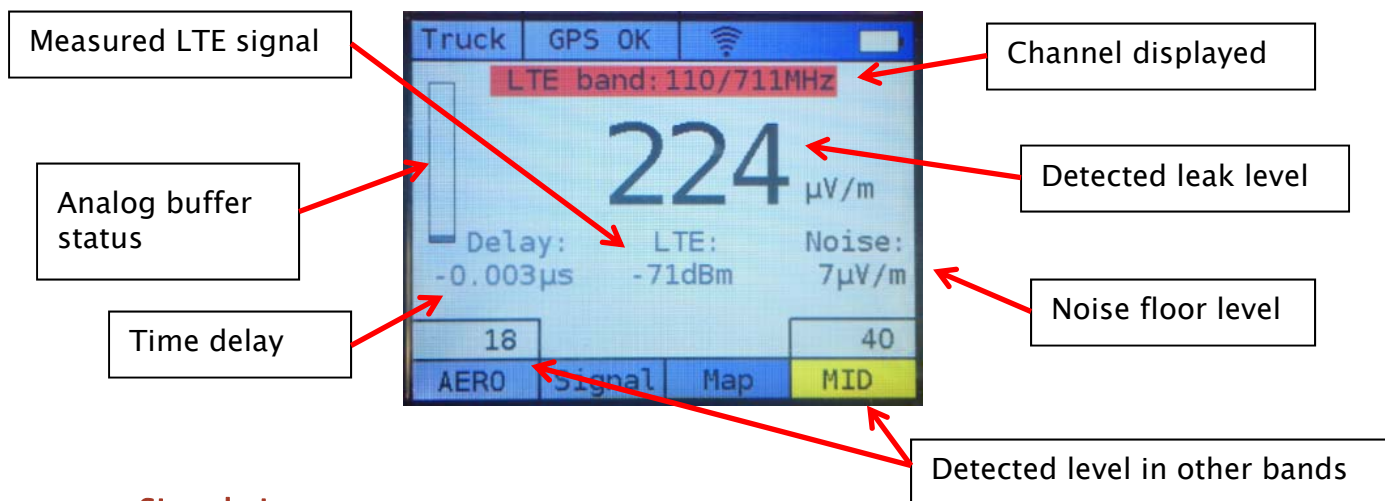 Measured LTE signal
Truck GPS OK
Channel displayed
LTE band:110/711MHz
224 µV/m
Detected leak level
Analog buffer
status
Delay: LTE: Noise:
-0.003µs -71dBm 7µV/m
Noise floor level
Time delay
18 40
AERO Signal Map MID
Detected level in other bands